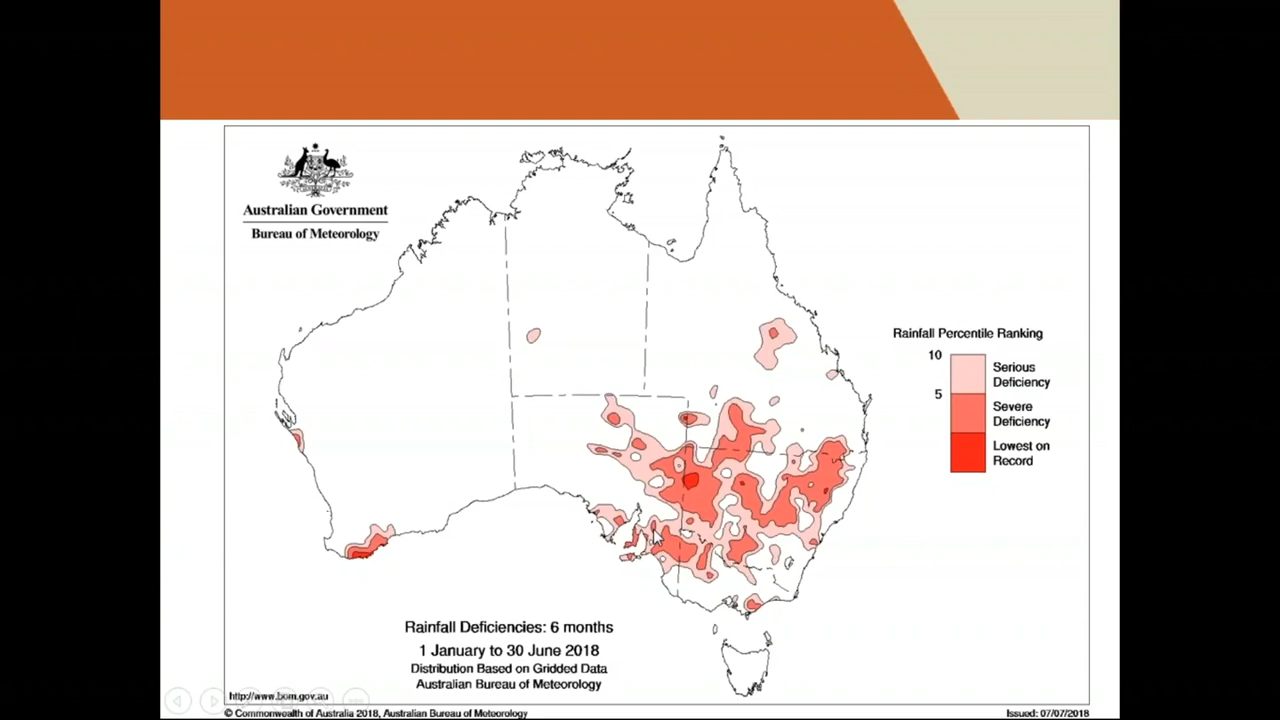 Australian Government
Bureau of Meteorology
Rainfall Percentile Ranking
10
Serious
Deficiency
5
Severe
Deficiency
Lowest on
Record
Rainfall Deficiencies: 6 months
1 January to 30 June 2018
Distribution Based on Gridded Data
Australian Bureau of Meteorology
http://www.bom.gov.au
© Commonwealth of Australia 2018, Australian Bureau of Meteorology
Issued: 07/07/2018